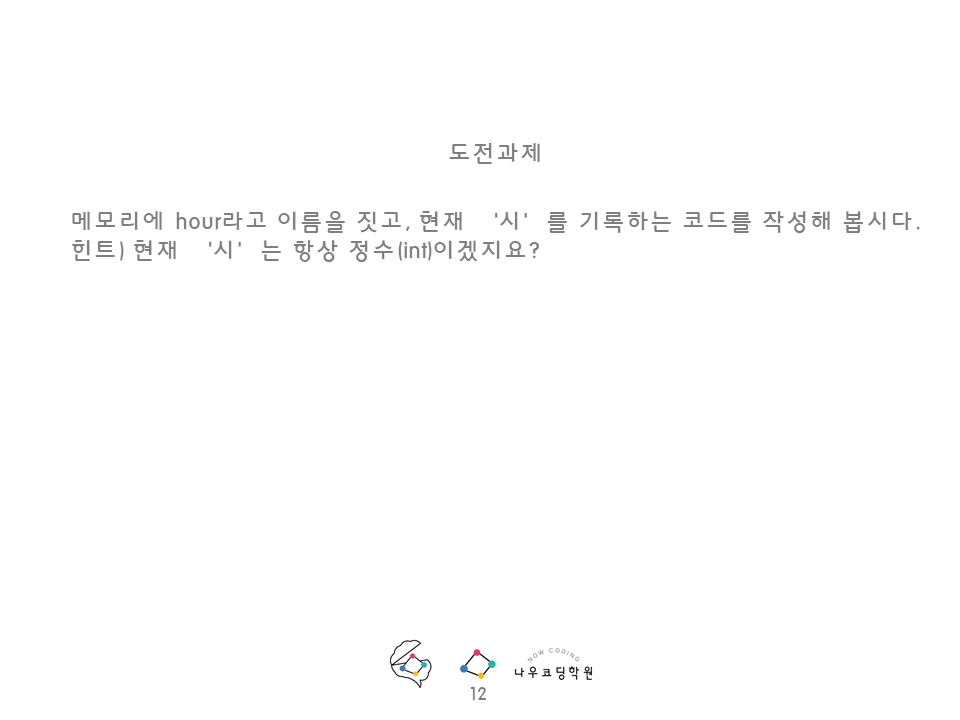 도전과제
메모리에 hour라고 이름을 짓고, 현재 '시' 를 기록하는 코드를 작성해 봅시다.
힌트) 현재 '시' 는 항상 정수(int)이겠지요?
NOW CODING
나우코딩학원
12